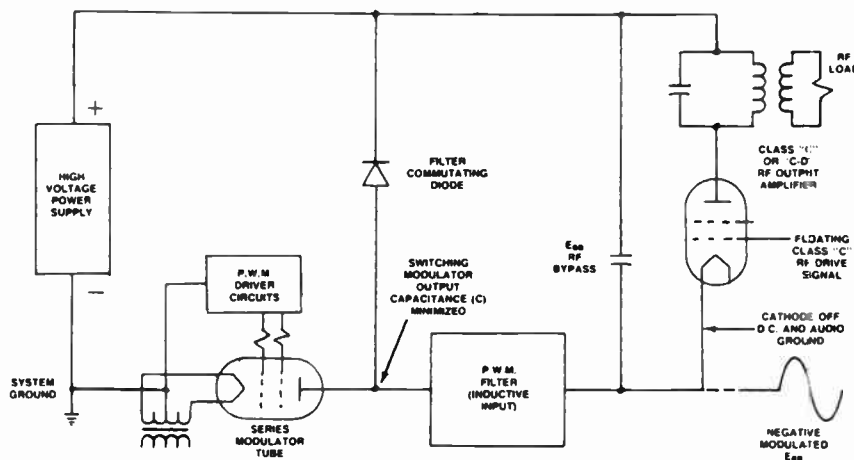 +
HIGH
VOLTAGE
POWER
SUPPLY
−
SYSTEM
GROUND
P.W.M
DRIVER
CIRCUITS
SERIES
MODULATOR
TUBE
FILTER
COMMUTATING
DIODE
SWITCHING
MODULATOR
OUTPUT
CAPACITANCE (C)
MINIMIZED
P.W.M.
FILTER
(INDUCTIVE
INPUT)
RF
BYPASS
RF
LOAD
CLASS "C"
OR "C-D"
RF OUTPUT
AMPLIFIER
FLOATING
CLASS "C"
RF DRIVE
SIGNAL
CATHODE OFF
D.C. AND AUDIO
GROUND
NEGATIVE
MODULATED